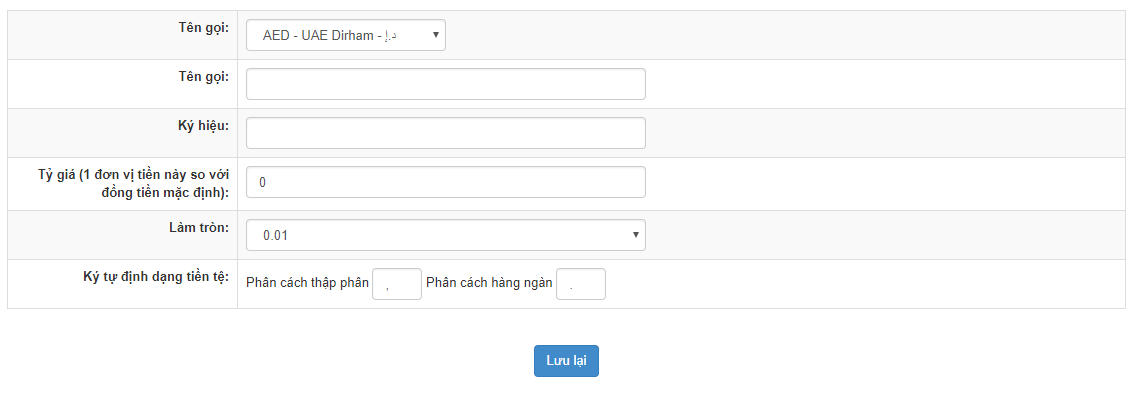 Tên gọi: AED - UAE Dirham - د.إ
Tên gọi:
Ký hiệu:
Tỷ giá (1 đơn vị tiền này so với
đồng tiền mặc định): 0
Làm tròn: 0.01
Ký tự định dạng tiền tệ: Phân cách thập phân , Phân cách hàng ngàn .
Lưu lại